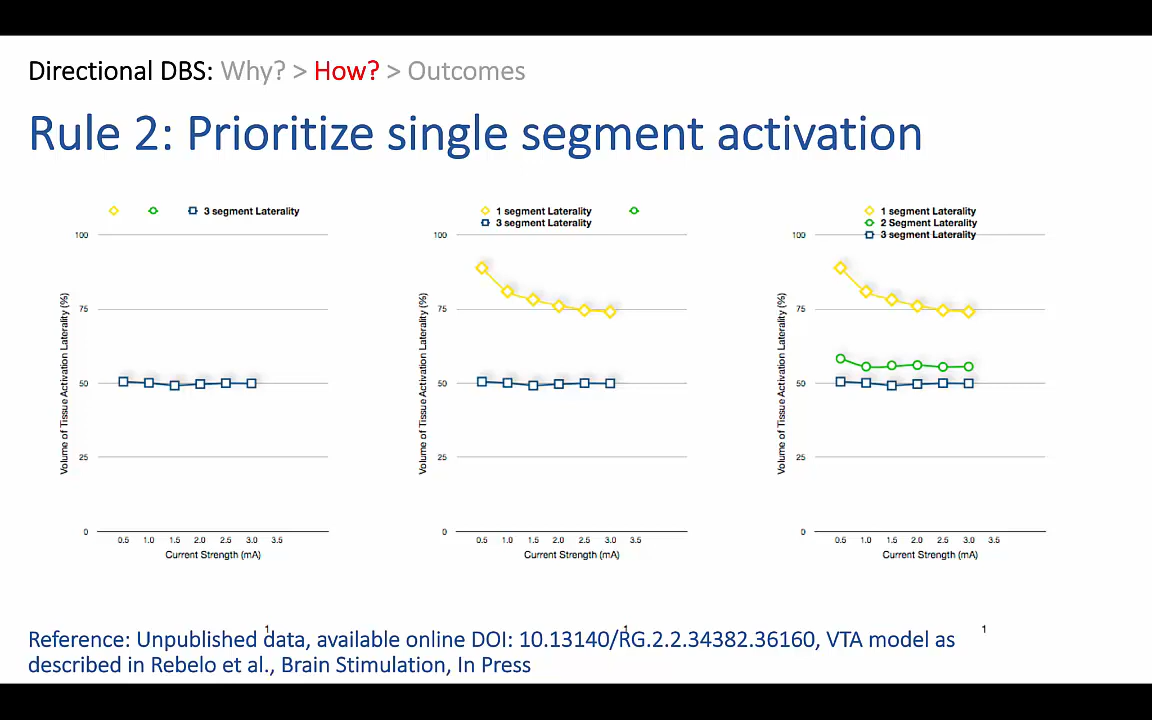 Directional DBS: Why? > How? > Outcomes
Rule 2: Prioritize single segment activation
3 segment Laterality
100
75
50
25
0
Volume of Tissue Activation Laterality (%)
0.5 1.0 1.5 2.0 2.5 3.0 3.5
Current Strength (mA)
1 segment Laterality
3 segment Laterality
100
75
50
25
0
Volume of Tissue Activation Laterality (%)
0.5 1.0 1.5 2.0 2.5 3.0 3.5
Current Strength (mA)
1 segment Laterality
2 Segment Laterality
3 segment Laterality
100
75
50
25
0
Volume of Tissue Activation Laterality (%)
0.5 1.0 1.5 2.0 2.5 3.0 3.5
Current Strength (mA)
1
1
1
Reference: Unpublished data, available online DOI: 10.13140/RG.2.2.34382.36160, VTA model as
described in Rebelo et al., Brain Stimulation, In Press